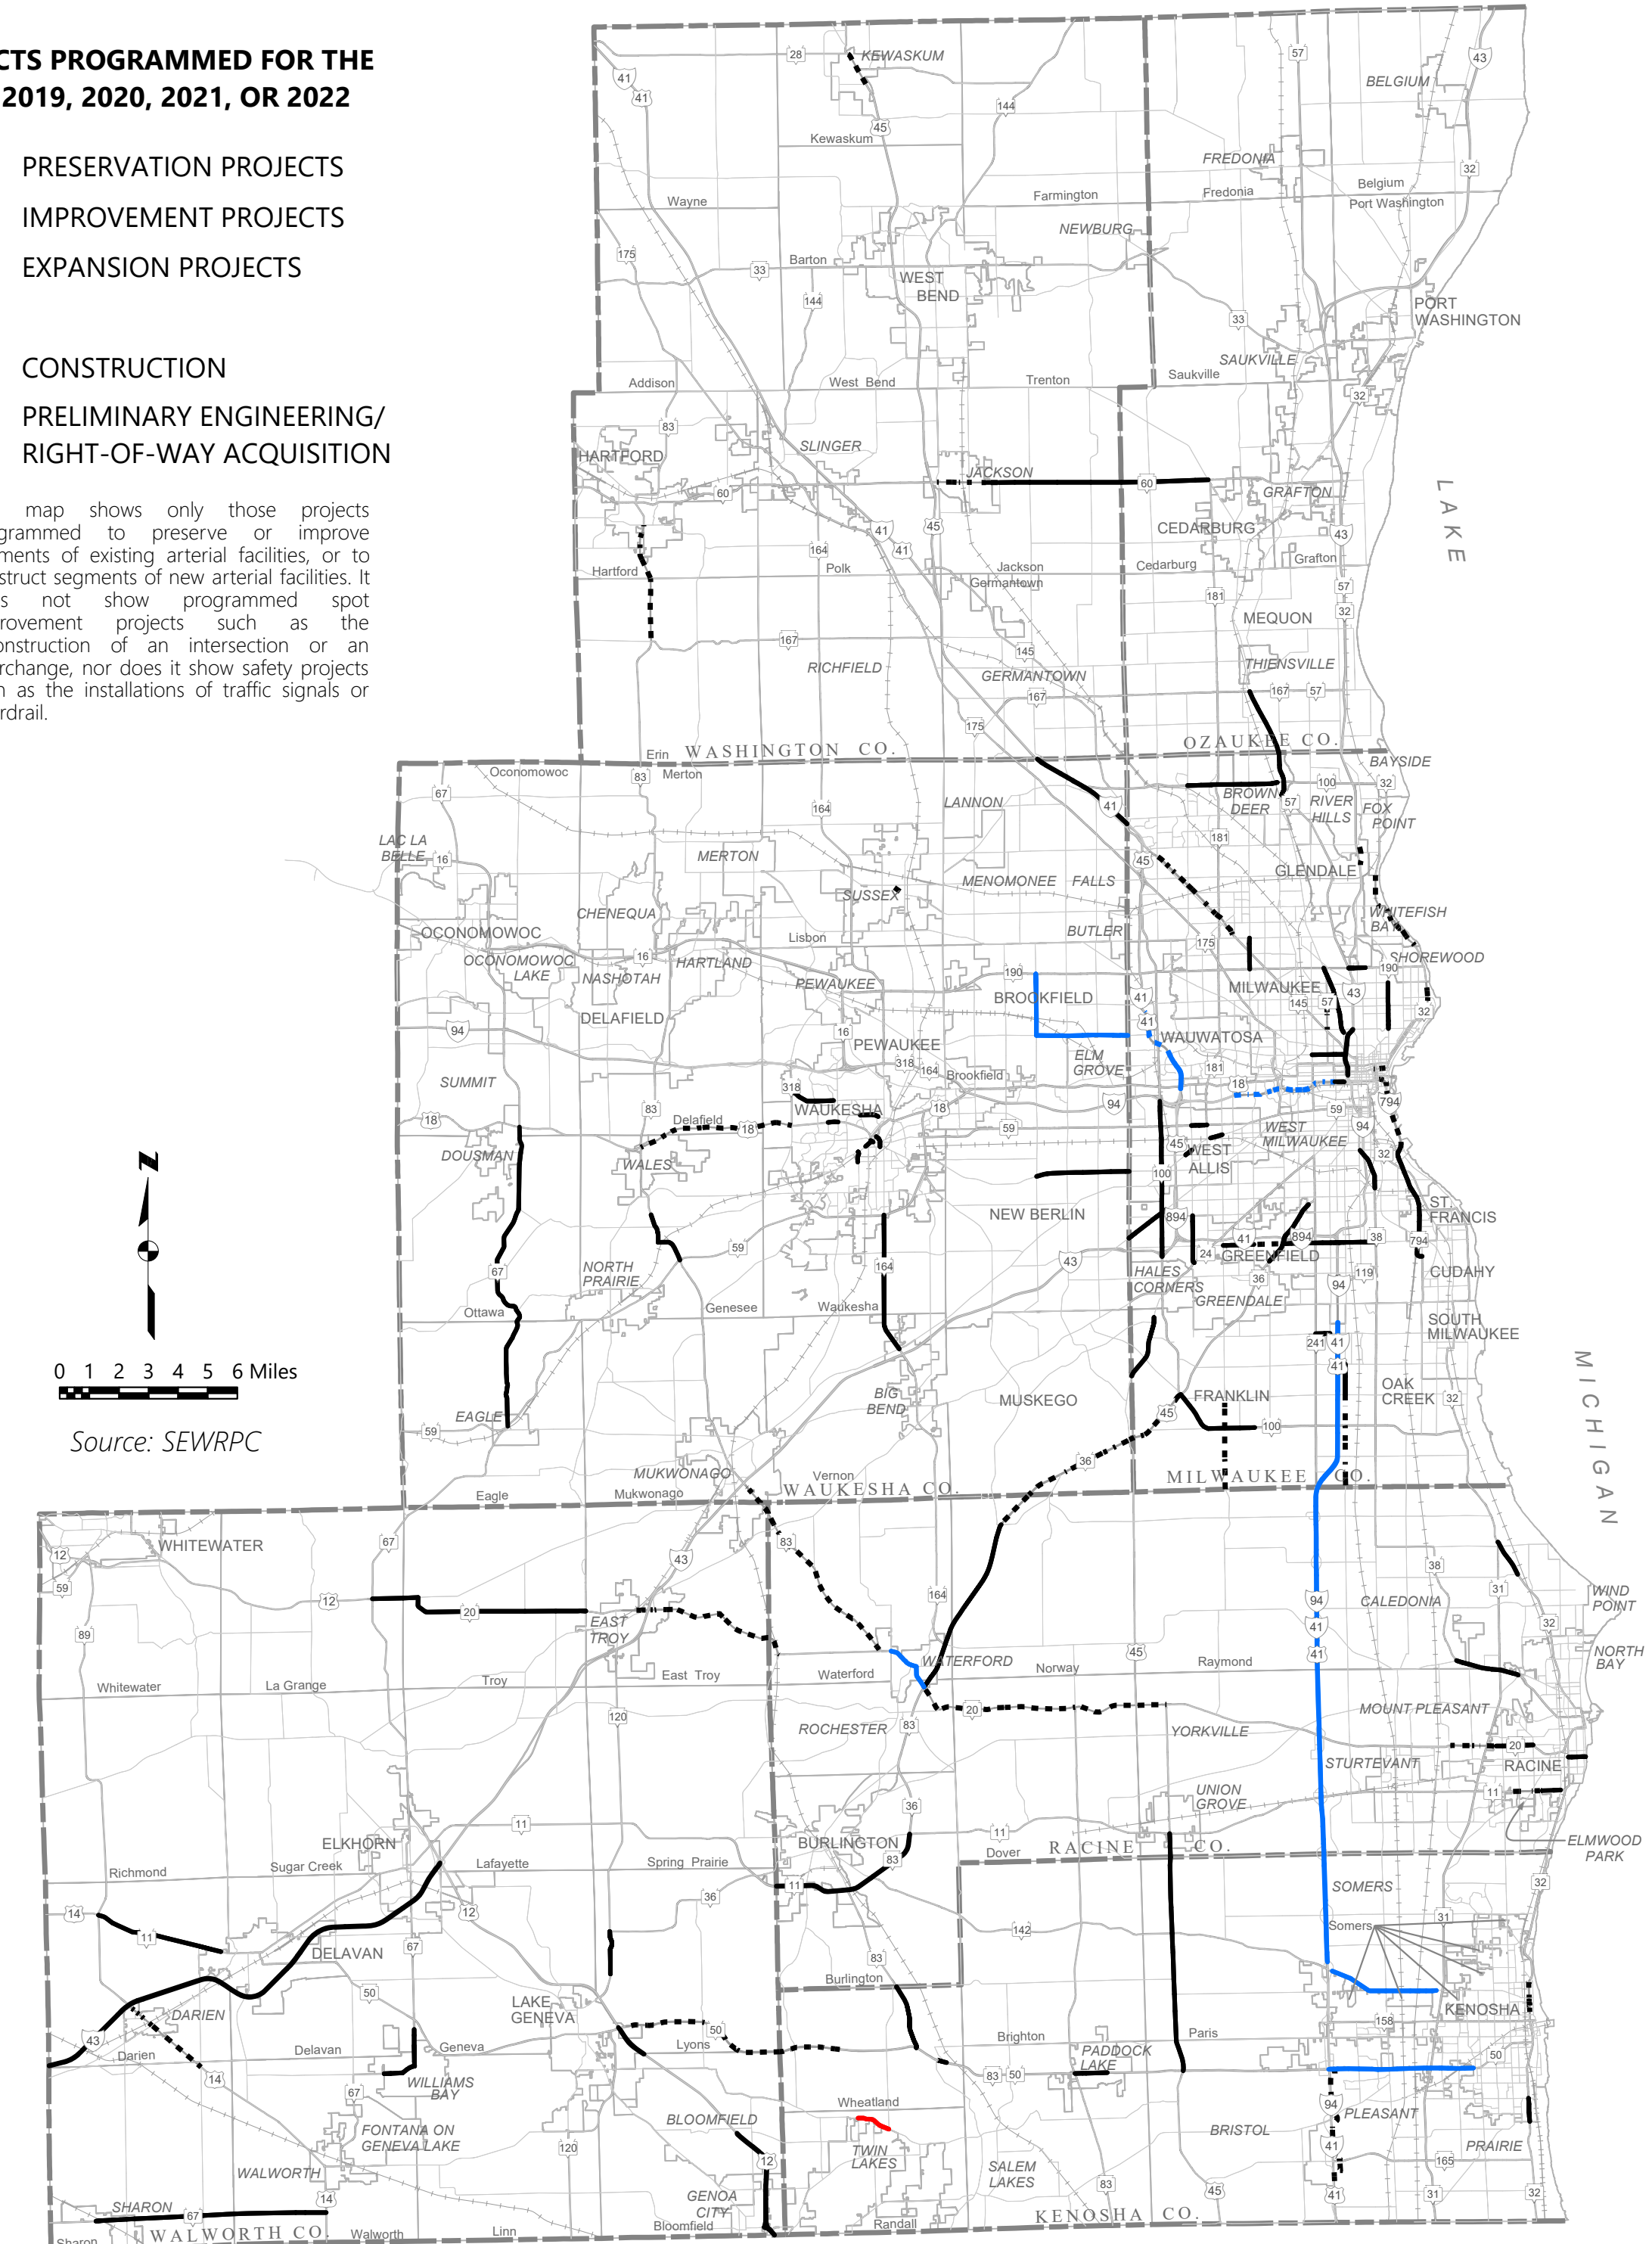 CTS PROGRAMMED FOR THE
2019, 2020, 2021, OR 2022
PRESERVATION PROJECTS
IMPROVEMENT PROJECTS
EXPANSION PROJECTS
CONSTRUCTION
PRELIMINARY ENGINEERING/
RIGHT-OF-WAY ACQUISITION
map shows only those projects
grammed to preserve or improve
ments of existing arterial facilities, or to
struct segments of new arterial facilities. It
s not show programmed spot
rovement projects such as the
onstruction of an intersection or an
rchange, nor does it show safety projects
h as the installations of traffic signals or
rdrail.
N
0 1 2 3 4 5 6 Miles
Source: SEWRPC
KEWASKUM
BELGIUM
Kewaskum
FREDONIA
Wayne
Farmington
Fredonia
Belgium
Port Washington
NEWBURG
Barton
WEST
BEND
PORT
WASHINGTON
SAUKVILLE
Addison
West Bend
Trenton
Saukville
HARTFORD
SLINGER
JACKSON
GRAFTON
CEDARBURG
LAKE
Hartford
Polk
Jackson
Germantown
Cedarburg
Grafton
MEQUON
RICHFIELD
GERMANTOWN
THIENSVILLE
Erin
WASHINGTON CO.
OZAUKEE CO.
Oconomowoc
Merton
BAYSIDE
LANNON
BROWN
DEER
RIVER
HILLS
FOX
POINT
LAC LA
BELLE
MERTON
GLENDALE
CHENEQUA
SUSSEX
MENOMONEE FALLS
WHITEFISH
BAY
OCONOMOWOC
Lisbon
BUTLER
OCONOMOWOC
LAKE
NASHOTAH
HARTLAND
SHOREWOOD
PEWAUKEE
BROOKFIELD
MILWAUKEE
DELAFIELD
PEWAUKEE
WAUWATOSA
ELM
GROVE
SUMMIT
Brookfield
WAUKESHA
Delafield
WEST
MILWAUKEE
DOUSMAN
WALES
WEST
ALLIS
NEW BERLIN
ST.
FRANCIS
GREENFIELD
NORTH
PRAIRIE
HALES
CORNERS
CUDAHY
GREENDALE
Ottawa
Genesee
Waukesha
SOUTH
MILWAUKEE
MICHIGAN
BIG
BEND
MUSKEGO
FRANKLIN
OAK
CREEK
EAGLE
MUKWONAGO
Vernon
WAUKESHA CO.
MILWAUKEE CO.
Eagle
Mukwonago
WHITEWATER
CALEDONIA
WIND
POINT
EAST
TROY
NORTH
BAY
WATERFORD
Whitewater
La Grange
Troy
East Troy
Waterford
Norway
Raymond
ROCHESTER
YORKVILLE
MOUNT PLEASANT
STURTEVANT
RACINE
UNION
GROVE
ELKHORN
BURLINGTON
ELMWOOD
PARK
Richmond
Sugar Creek
Lafayette
Spring Prairie
Dover
RACINE CO.
SOMERS
Somers
DELAVAN
Burlington
DARIEN
LAKE
GENEVA
KENOSHA
Darien
Delavan
Geneva
Lyons
Brighton
Paris
PADDOCK
LAKE
WILLIAMS
BAY
Wheatland
BLOOMFIELD
PLEASANT
PRAIRIE
FONTANA ON
GENEVA LAKE
TWIN
LAKES
BRISTOL
SALEM
LAKES
WALWORTH
GENOA
CITY
SHARON
Sharon
WALWORTH CO.
Walworth
Linn
Bloomfield
Randall
KENOSHA CO.